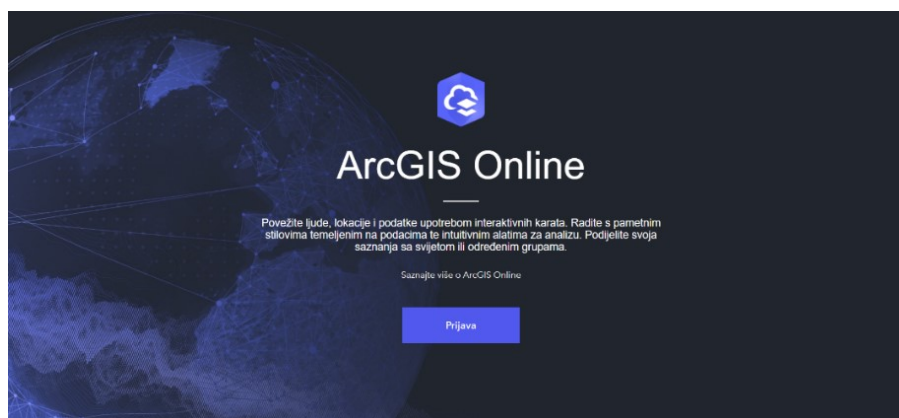 ArcGIS Online
Povežite ljude, lokacije i podatke upotrebom interaktivnih karata. Radite s pametnim
stilovima temeljenim na podacima te intuitivnim alatima za analizu. Podijelite svoja
saznanja sa svijetom ili određenim grupama.
Saznajte više o ArcGIS Online
Prijava